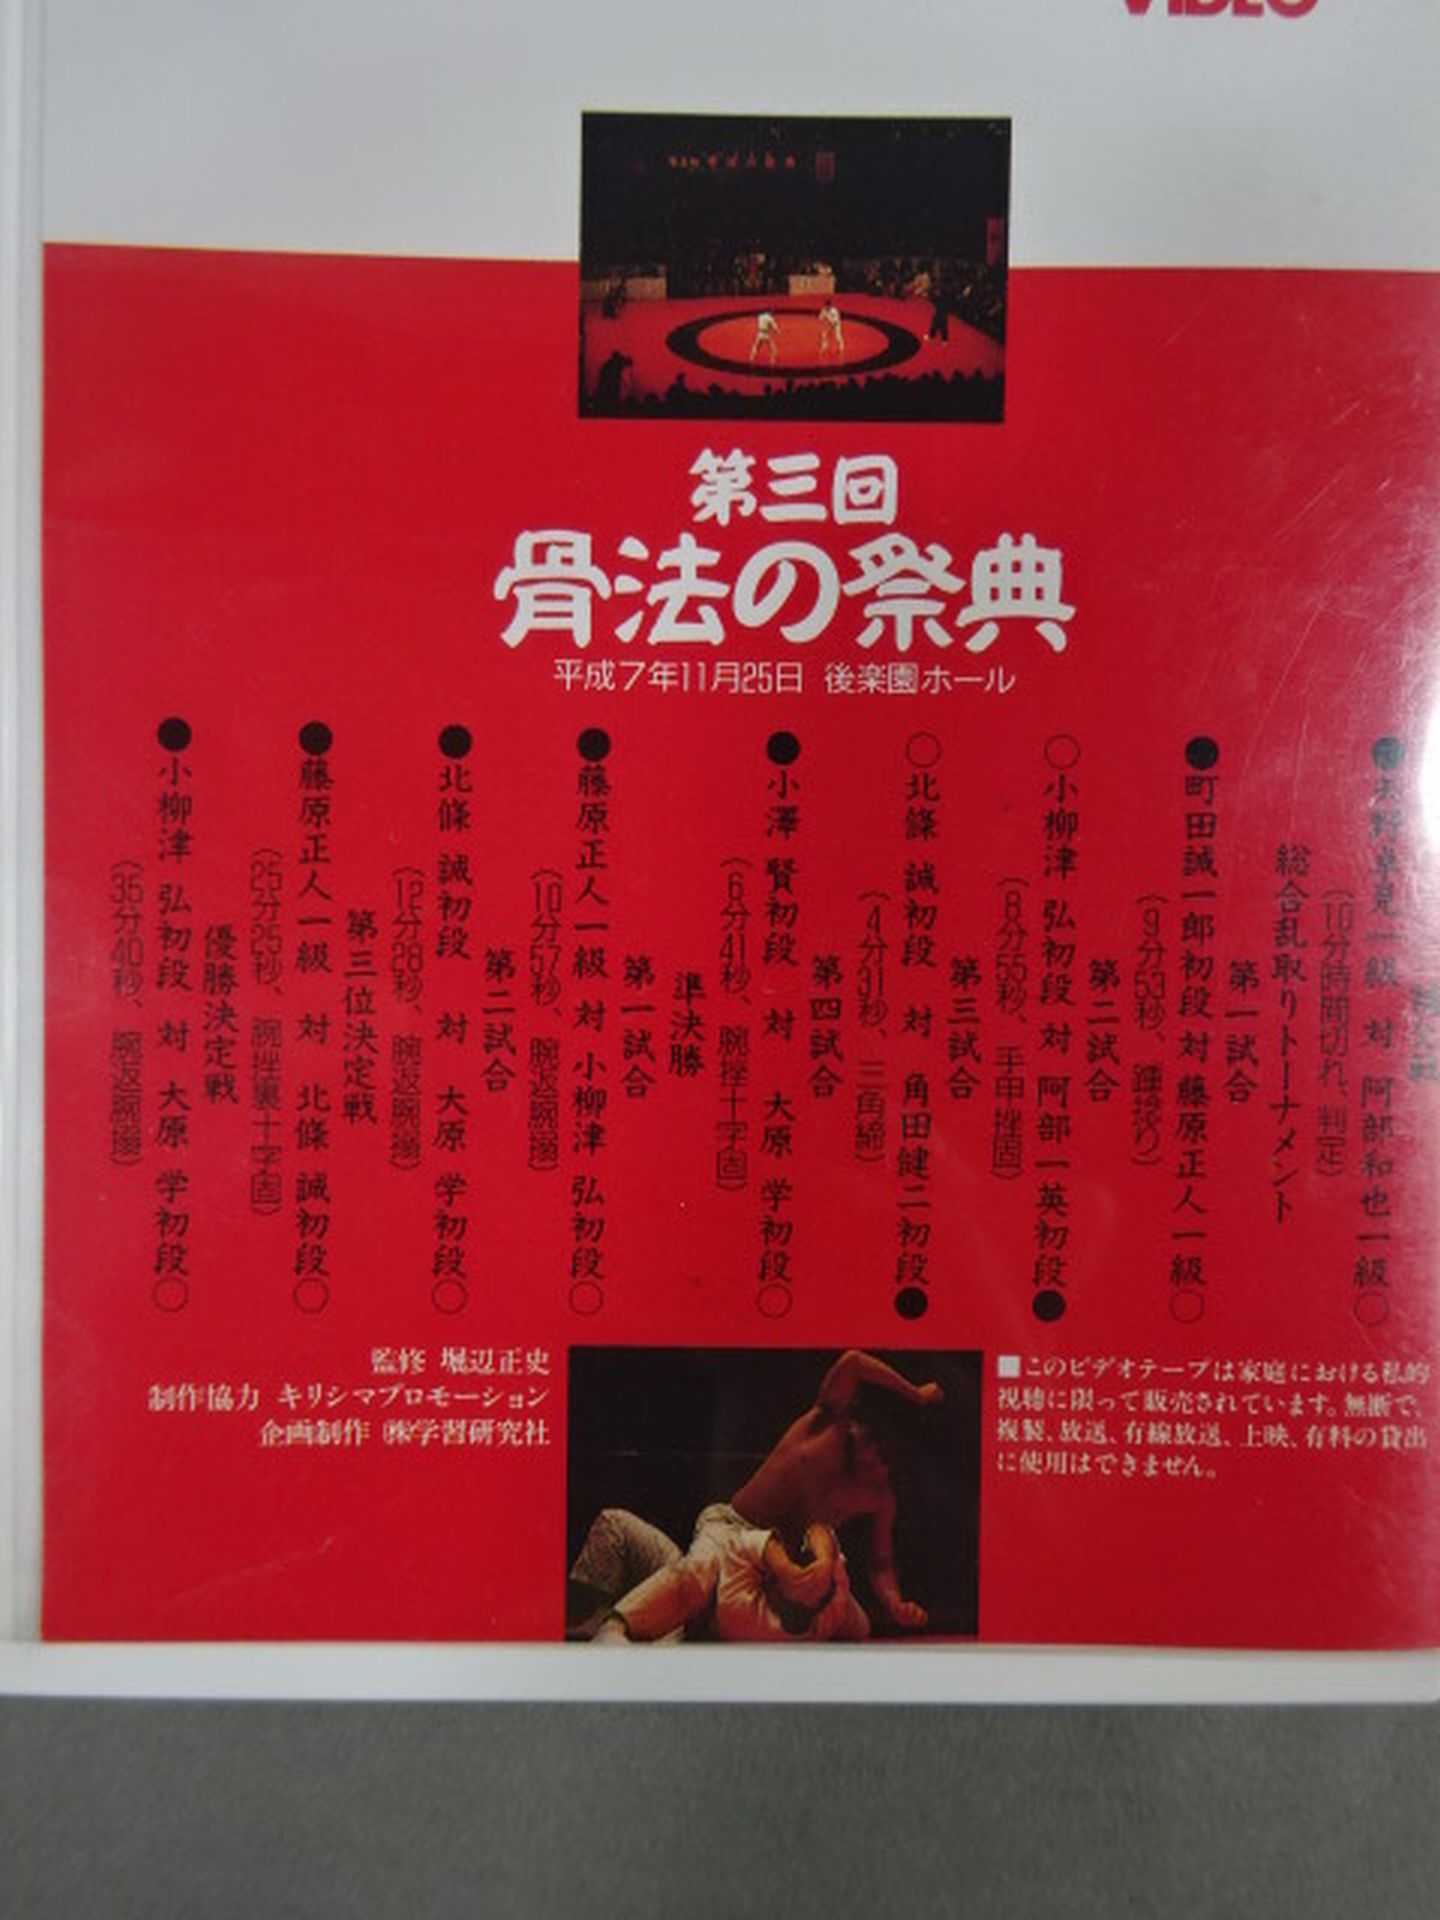 VIDEO
第三回
骨法の祭典
平成7年11月25日 後楽園ホール
●天野卓見一級 対 阿部和也二級○
(10分時間切れ、判定)
総合乱取りトーナメント
第一試合
●町田誠一郎初段 対 藤原正人一級○
(9分53秒、踵捻り)
第二試合
○小柳津 弘初段 対 阿部一英初段●
(8分55秒、手甲挫固)
第三試合
○北條 誠初段 対 角田健二初段●
(4分31秒、三角締)
第四試合
●小澤 賢初段 対 大原 学初段○
(6分41秒、腕挫十字固)
準決勝
第一試合
●藤原正人一級 対 小柳津 弘初段○
(10分57秒、腕返腕搦)
第二試合
●北條 誠初段 対 大原 学初段○
(12分28秒、腕返腕搦)
第三位決定戦
●藤原正人一級 対 北條 誠初段○
(25分25秒、腕挫裏十字固)
優勝決定戦
●小柳津 弘初段 対 大原 学初段○
(35分40秒、腕返腕搦)
監修 堀辺正史
制作協力 キリシマプロモーション
企画制作 ㈱学習研究社
■このビデオテープは家庭における私的
視聴に限って販売されています。無断で、
複製、放送、有線放送、上映、有料の貸出
に使用はできません。